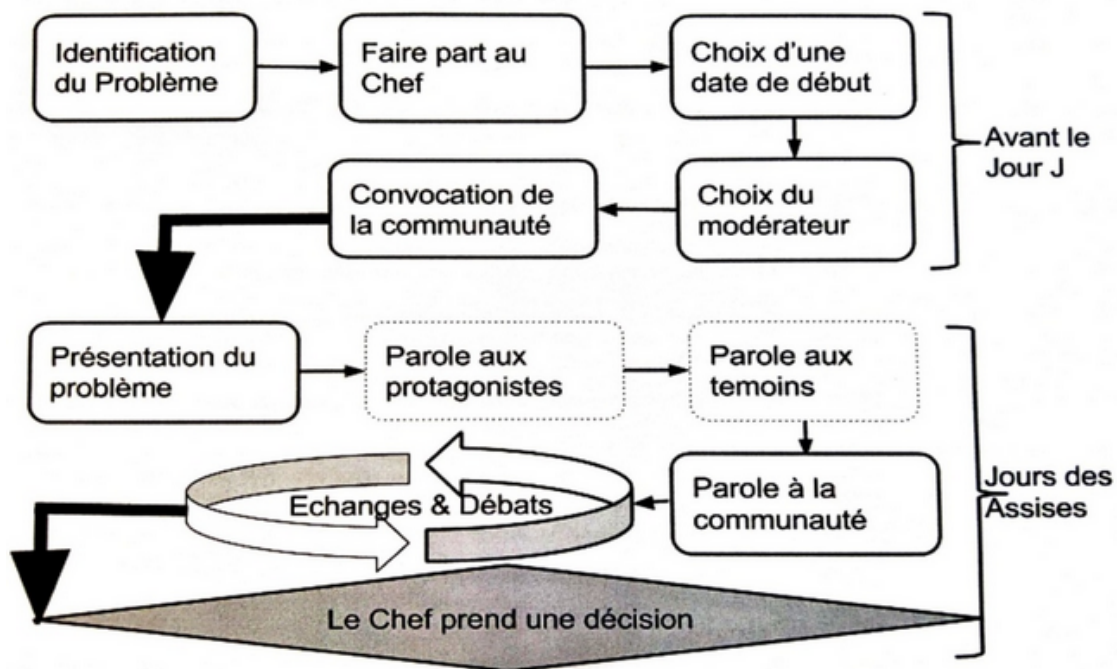 Identification
du Problème
Faire part au
Chef
Choix d'une
date de début
Avant le
Jour J
Convocation de
la communauté
Choix du
modérateur
Présentation du
problème
Parole aux
protagonistes
Parole aux
temoins
Echanges & Débats
Parole à la
communauté
Jours des
Assises
Le Chef prend une décision